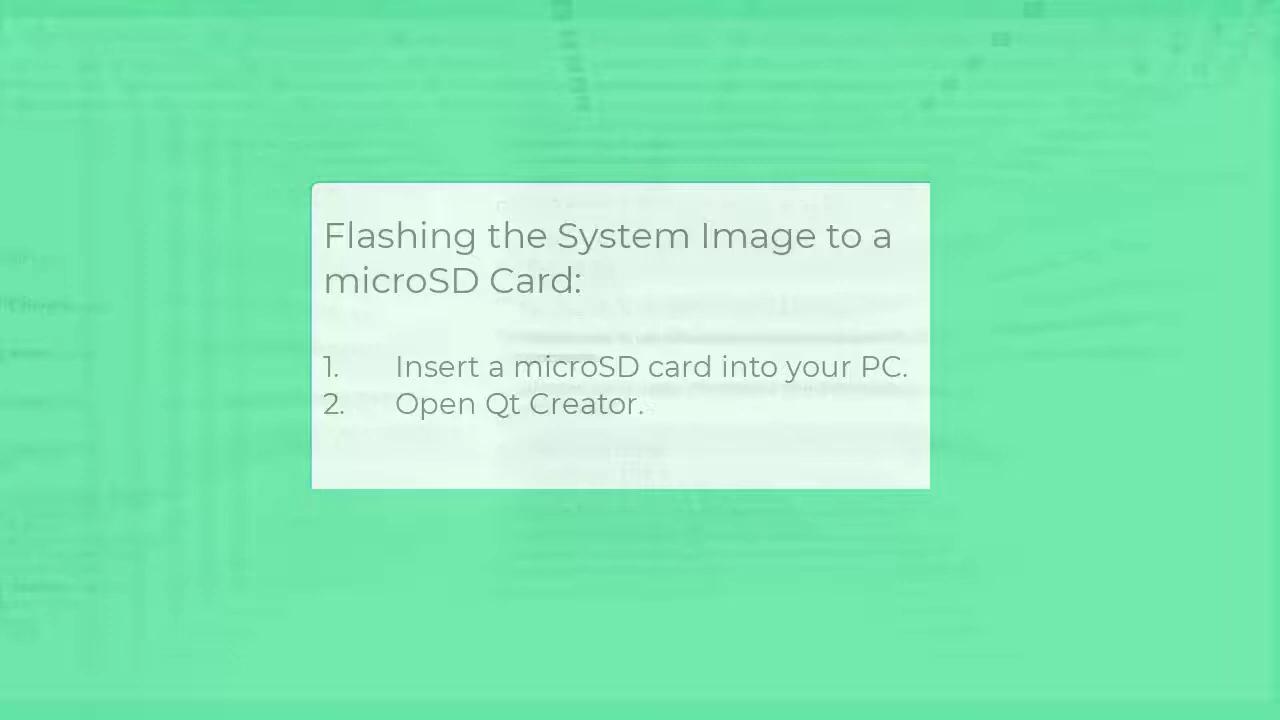 Flashing the System Image to a
microSD Card:
1. Insert a microSD card into your PC.
2. Open Qt Creator.